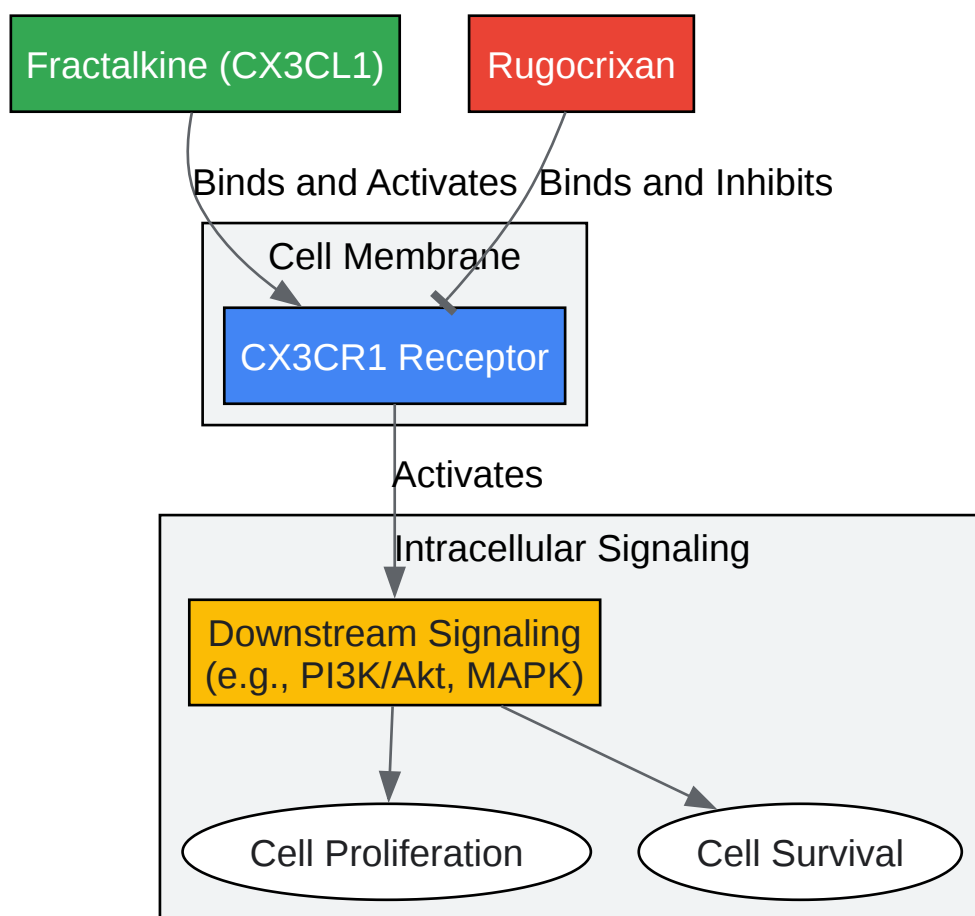 Fractalkine (CX3CL1)
Rugocrixan
Binds and Activates
Binds and Inhibits
Cell Membrane
CX3CR1 Receptor
Activates
Intracellular Signaling
Downstream Signaling
(e.g., PI3K/Akt, MAPK)
Cell Proliferation
Cell Survival